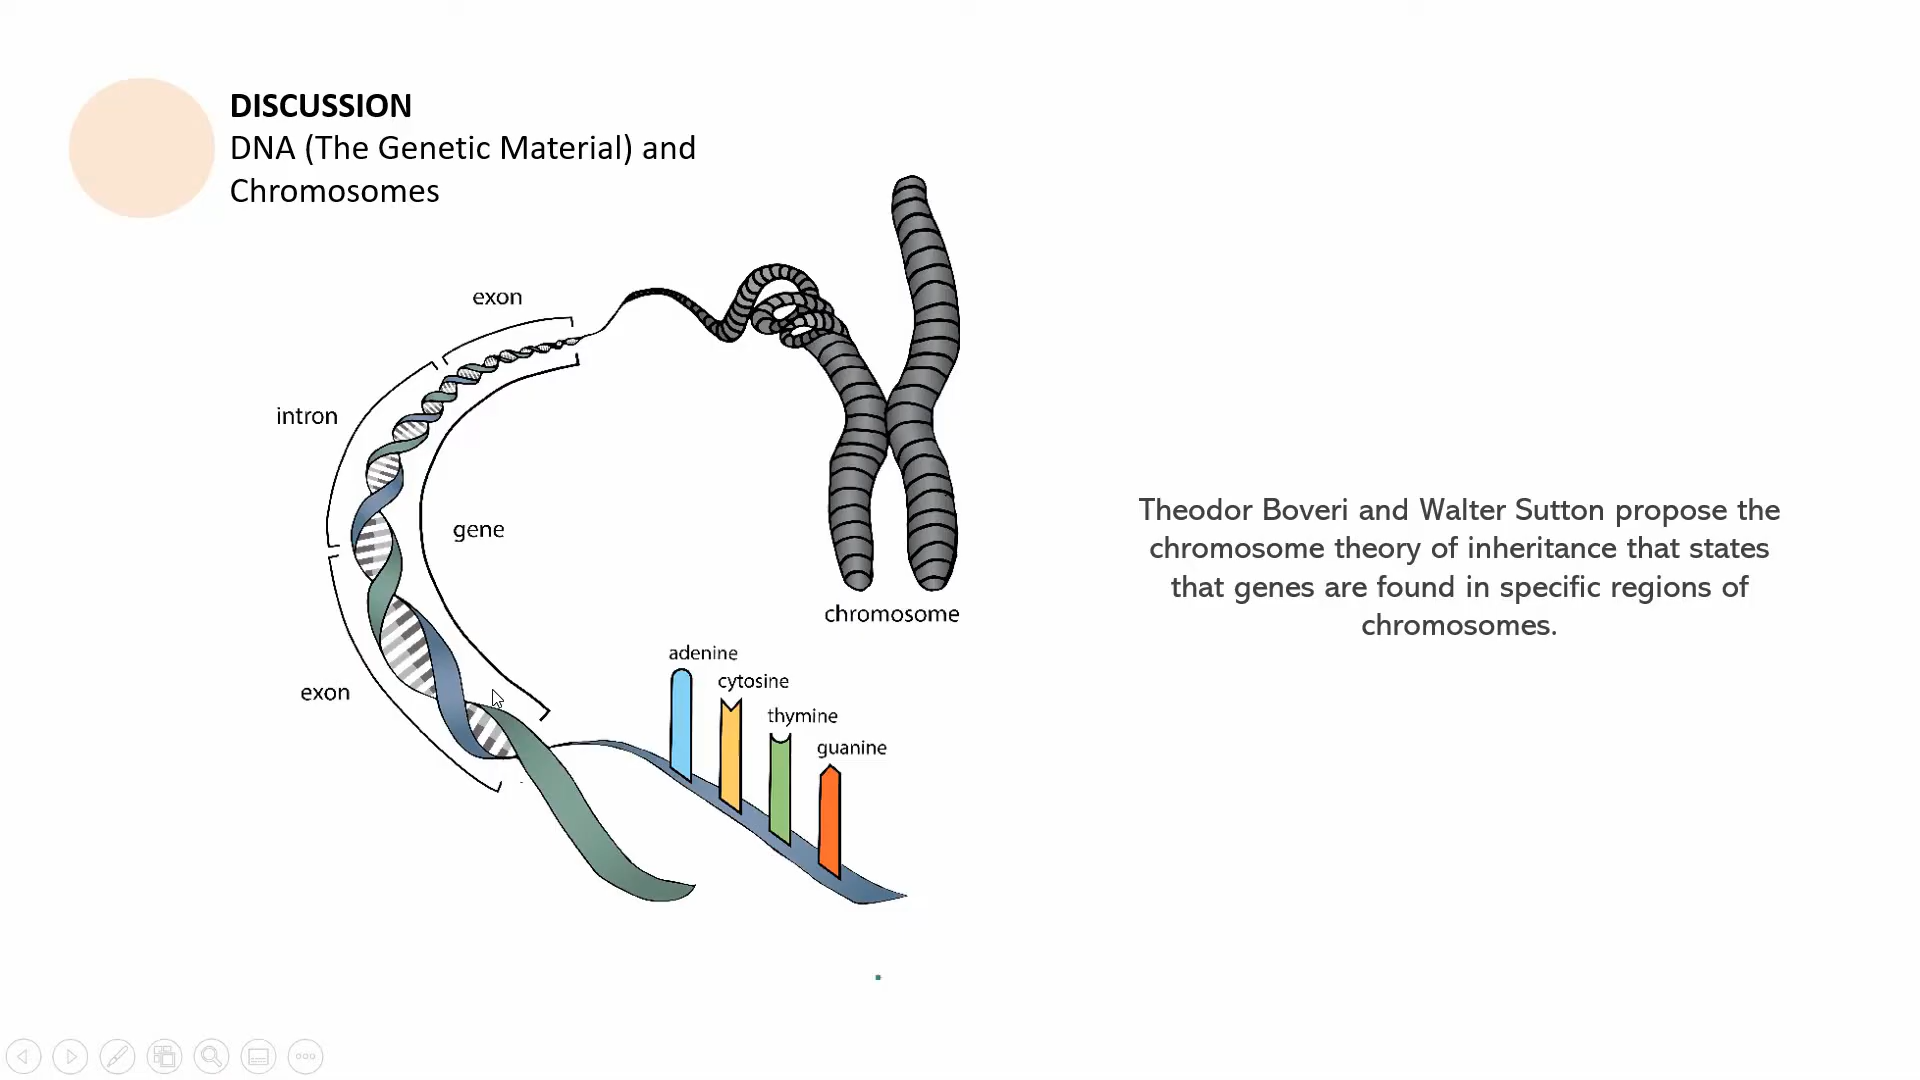 DISCUSSION
DNA (The Genetic Material) and
Chromosomes
exon
intron
gene
exon
chromosome
adenine
cytosine
thymine
guanine
Theodor Boveri and Walter Sutton propose the
chromosome theory of inheritance that states
that genes are found in specific regions of
chromosomes.